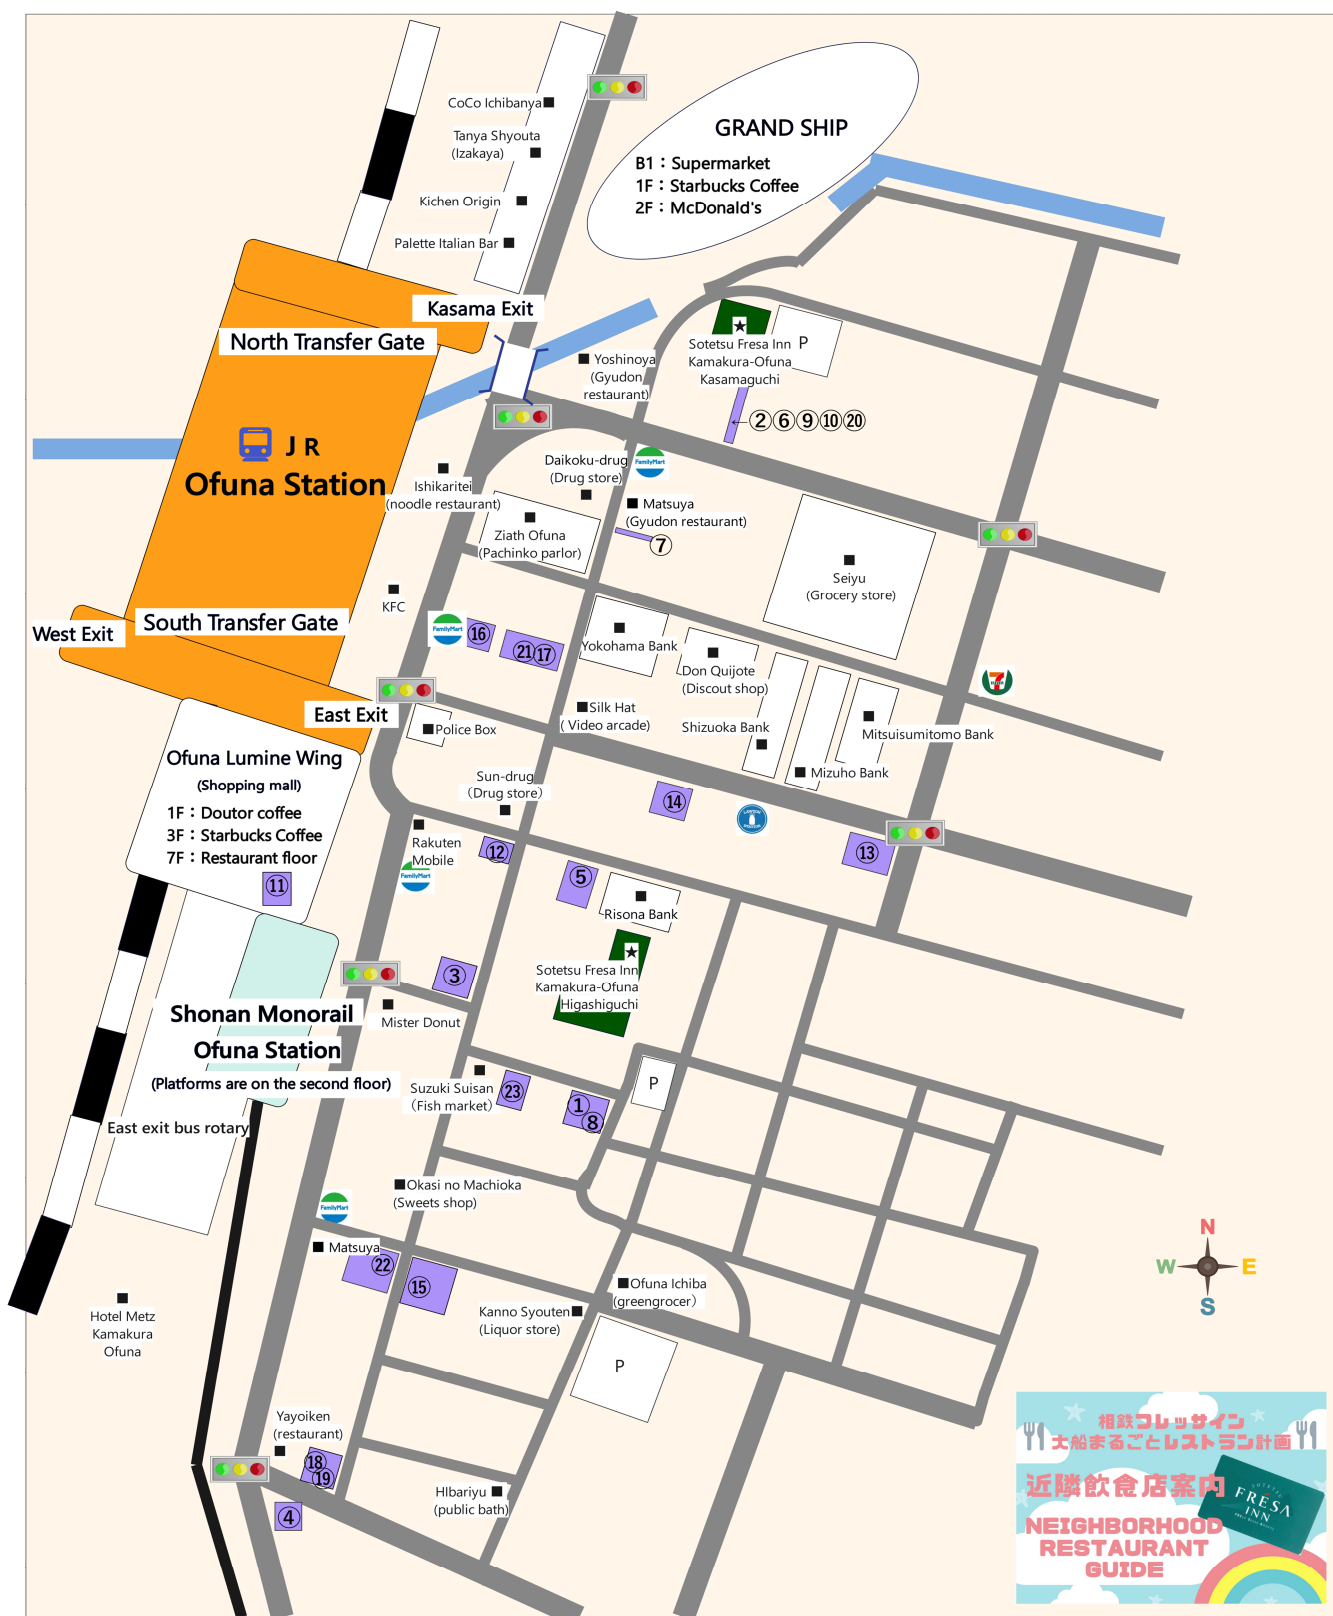 CoCo Ichibanya
Tanya Shyouta
(Izakaya)
Kichen Origin
Palette Italian Bar
GRAND SHIP
B1：Supermarket
1F：Starbucks Coffee
2F：McDonald's
Kasama Exit
North Transfer Gate
JR
Ofuna Station
South Transfer Gate
West Exit
East Exit
Yoshinoya
(Gyudon
restaurant)
Sotetsu Fresa Inn
Kamakura-Ofuna
Kasamaguchi
P
←②⑥⑨⑩⑳
Ishikaritei
(noodle restaurant)
Daikoku-drug
(Drug store)
FamilyMart
Matsuya
(Gyudon restaurant)
⑦
Ziath Ofuna
(Pachinko parlor)
Seiyu
(Grocery store)
KFC
FamilyMart
⑯
㉑⑰
Yokohama Bank
Don Quijote
(Discout shop)
Silk Hat
( Video arcade)
Shizuoka Bank
Mitsuisumitomo Bank
Mizuho Bank
7
Police Box
Ofuna Lumine Wing
(Shopping mall)
1F：Doutor coffee
3F：Starbucks Coffee
7F：Restaurant floor
⑪
Sun-drug
（Drug store）
⑭
LAWSON
⑬
Rakuten
Mobile
FamilyMart
⑫
⑤
Risona Bank
③
Sotetsu Fresa Inn
Kamakura-Ofuna
Higashiguchi
Mister Donut
Shonan Monorail
Ofuna Station
(Platforms are on the second floor)
East exit bus rotary
Suzuki Suisan
（Fish market）
㉓
①
⑧
P
Okasi no Machioka
(Sweets shop)
FamilyMart
Matsuya
㉒
⑮
Ofuna Ichiba
(greengrocer）
Kanno Syouten
(Liquor store)
P
Hotel Metz
Kamakura
Ofuna
Yayoiken
(restaurant)
⑱
⑲
④
HIbariyu
(public bath)
N
W
E
S
相鉄フレッサイン
大船まるごとレストラン計画
近隣飲食店案内
SOTETSU
FRESA
INN
NEIGHBORHOOD
RESTAURANT
GUIDE